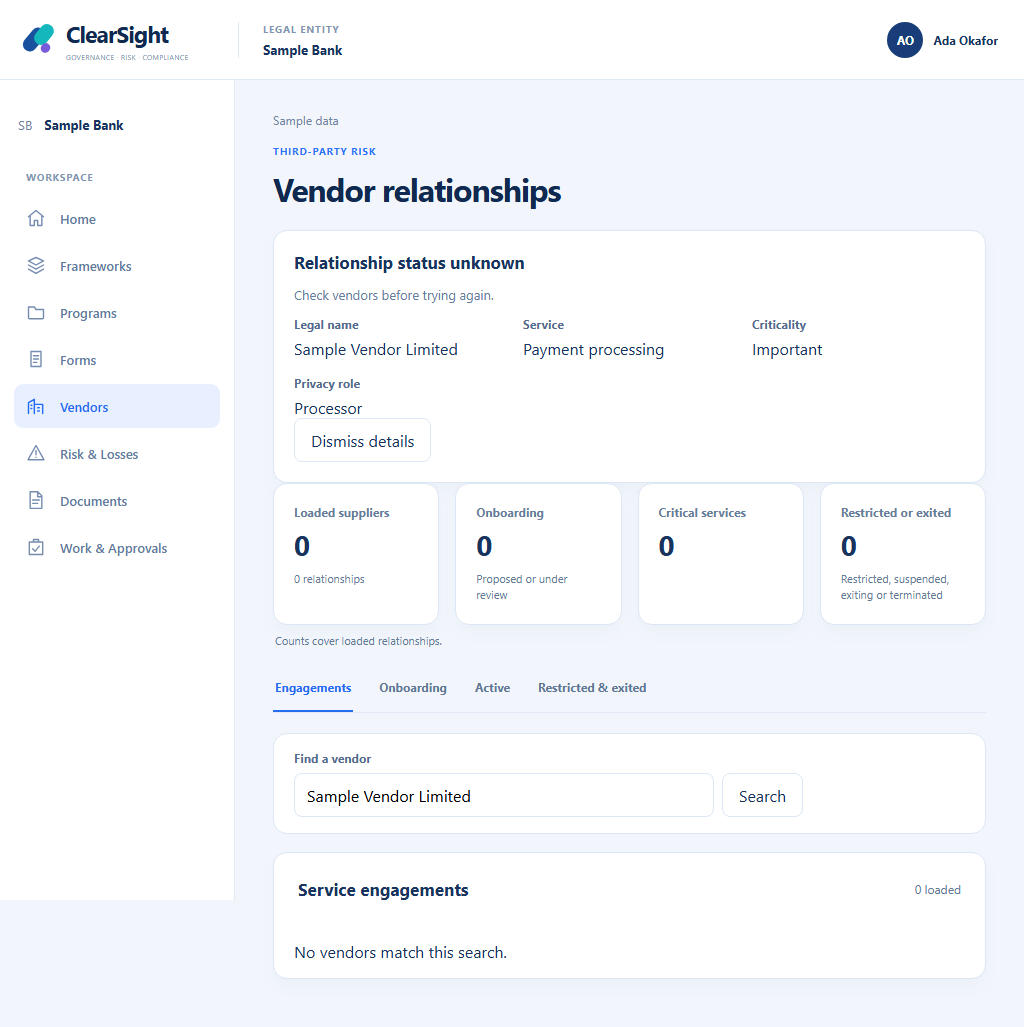 ClearSight
GOVERNANCE · RISK · COMPLIANCE
LEGAL ENTITY
Sample Bank
AO
Ada Okafor
SB
Sample Bank
WORKSPACE
Home
Frameworks
Programs
Forms
Vendors
Risk & Losses
Documents
Work & Approvals
Sample data
THIRD-PARTY RISK
Vendor relationships
Relationship status unknown
Check vendors before trying again.
Legal name
Sample Vendor Limited
Service
Payment processing
Criticality
Important
Privacy role
Processor
Dismiss details
Loaded suppliers
0
0 relationships
Onboarding
0
Proposed or under
review
Critical services
0
Restricted or exited
0
Restricted, suspended,
exiting or terminated
Counts cover loaded relationships.
Engagements
Onboarding
Active
Restricted & exited
Find a vendor
Sample Vendor Limited
Search
Service engagements
0 loaded
No vendors match this search.